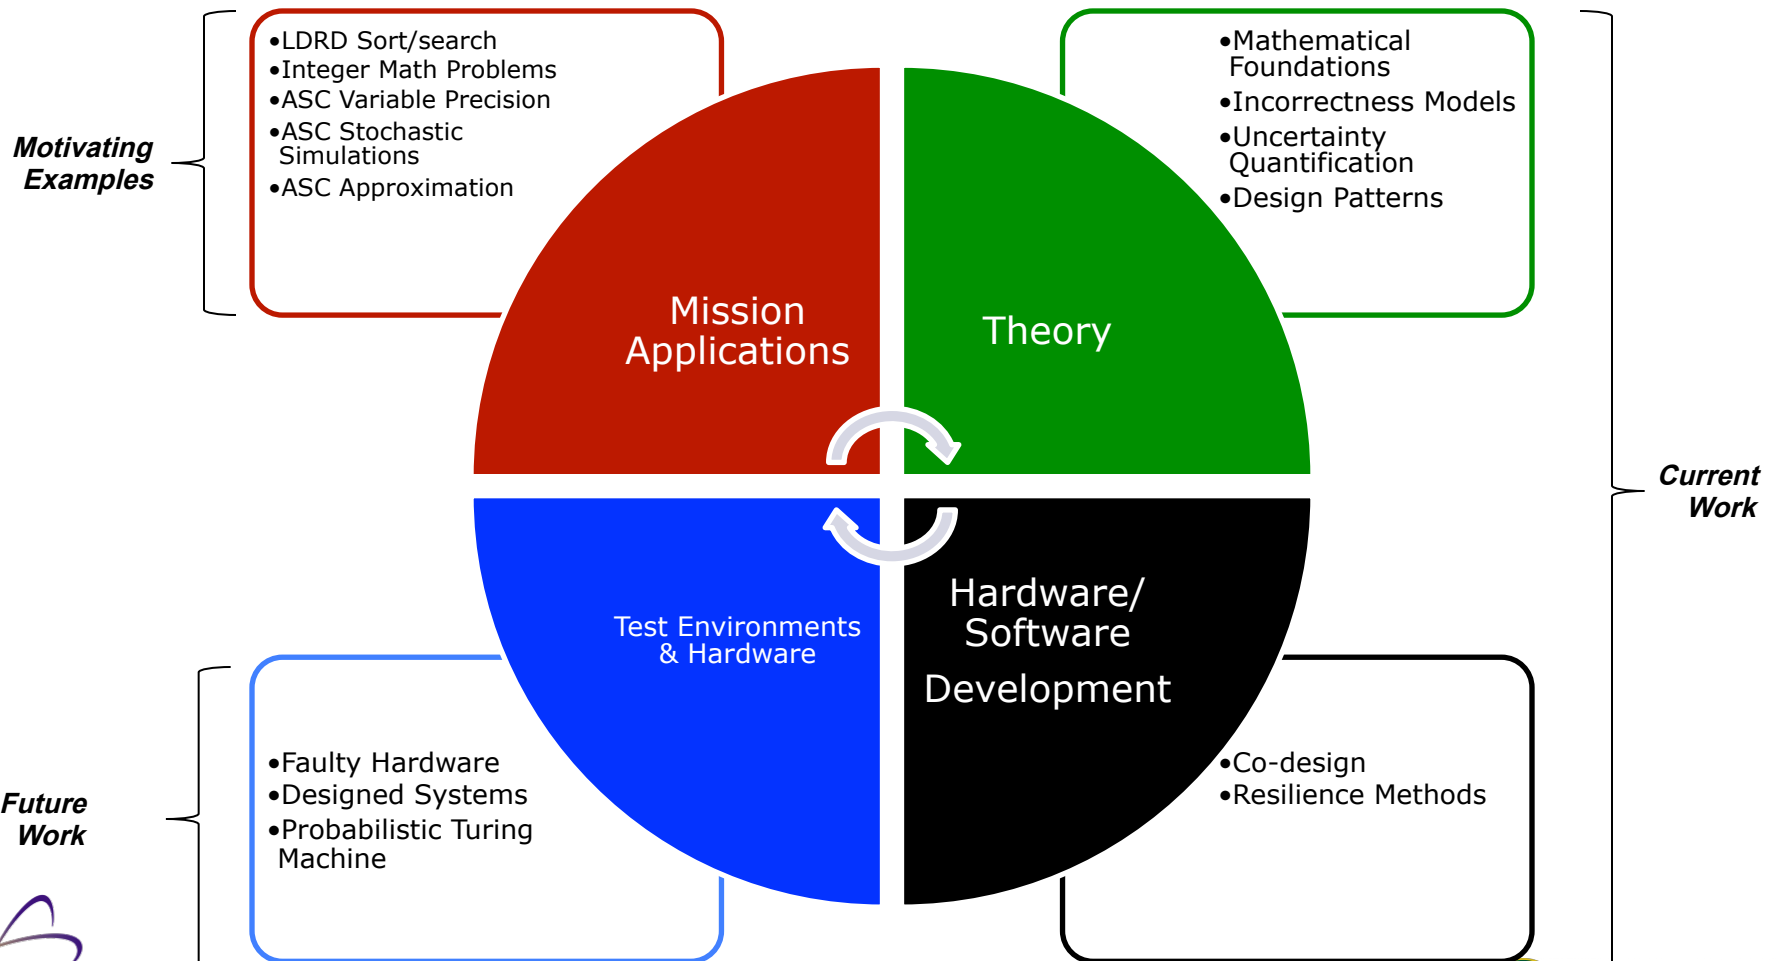 •LDRD Sort/search
•Integer Math Problems
•ASC Variable Precision
•ASC Stochastic
Simulations
•ASC Approximation
Motivating
Examples
Mission
Applications
•Mathematical
Foundations
•Incorrectness Models
•Uncertainty
Quantification
•Design Patterns
Theory
Current
Work
Test Environments
& Hardware
Hardware/
Software
Development
•Faulty Hardware
•Designed Systems
•Probabilistic Turing
Machine
Future
Work
•Co-design
•Resilience Methods